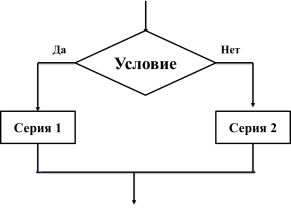 Да
Нет
Условие
Серия 1
Серия 2